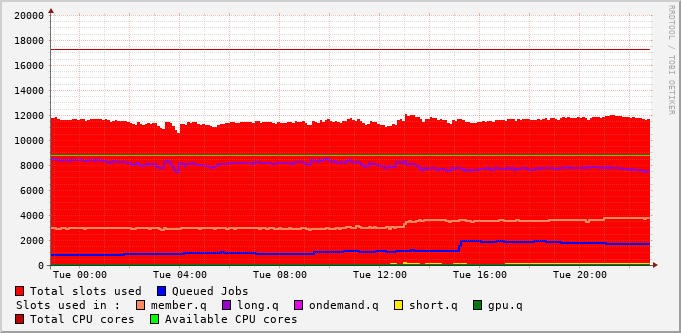 20000
18000
16000
14000
12000
10000
8000
6000
4000
2000
0
Tue 00:00 Tue 04:00 Tue 08:00 Tue 12:00 Tue 16:00 Tue 20:00
Total slots used Queued Jobs
Slots used in : member.q long.q ondemand.q short.q gpu.q
Total CPU cores Available CPU cores
RRDTOOL / TOBI OETIKER